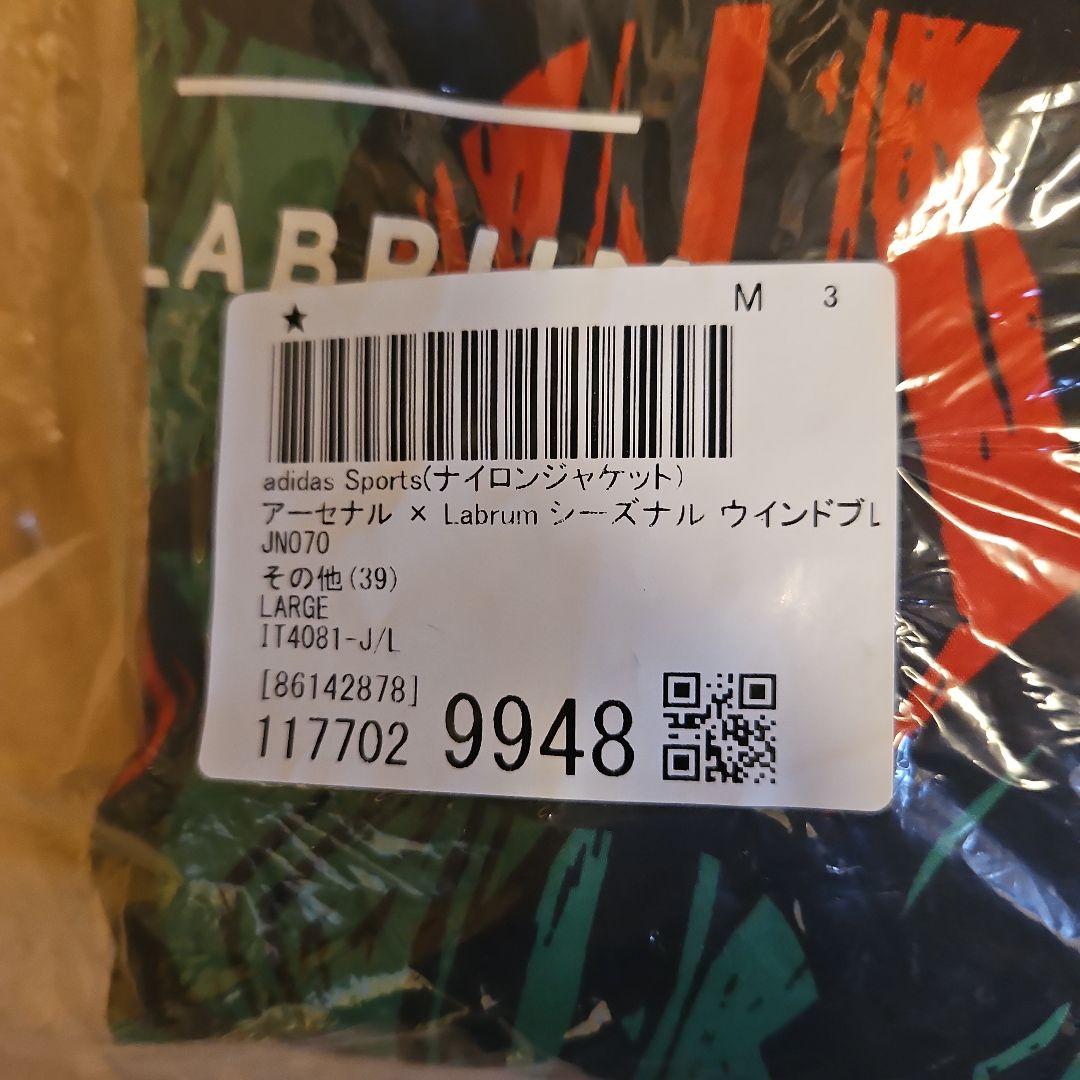 LABRUM
★ M 3
adidas Sports(ナイロンジャケット)
アーセナル × Labrum シーズナル ウインドブL
JN070
その他(39)
LARGE
IT4081-J/L
[86142878]
117702 9948